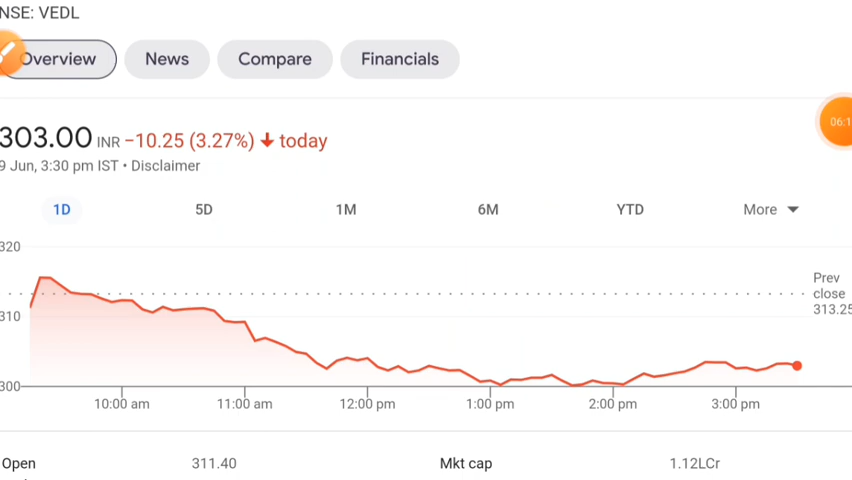 NSE: VEDL
Overview News Compare Financials
303.00 INR −10.25 (3.27%) today
9 Jun, 3:30 pm IST • Disclaimer
06:1
1D 5D 1M 6M YTD More
320
310
300
Prev
close
313.25
10:00 am 11:00 am 12:00 pm 1:00 pm 2:00 pm 3:00 pm
Open 311.40 Mkt cap 1.12LCr